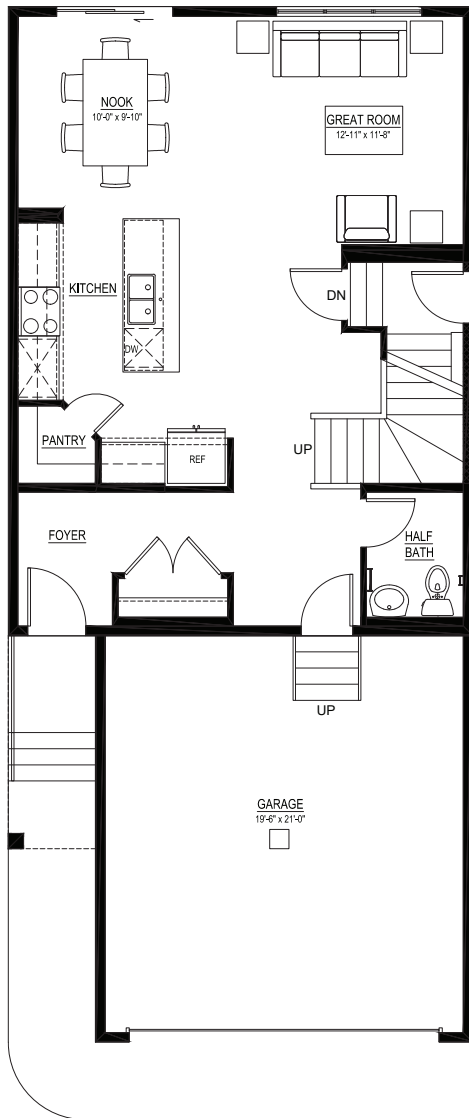 NOOK
10'-0" x 9'-10"
GREAT ROOM
12'-11" x 11'-8"
KITCHEN
DN
DW
UP
PANTRY
REF
FOYER
HALF
BATH
UP
GARAGE
19'-6" x 21'-0"